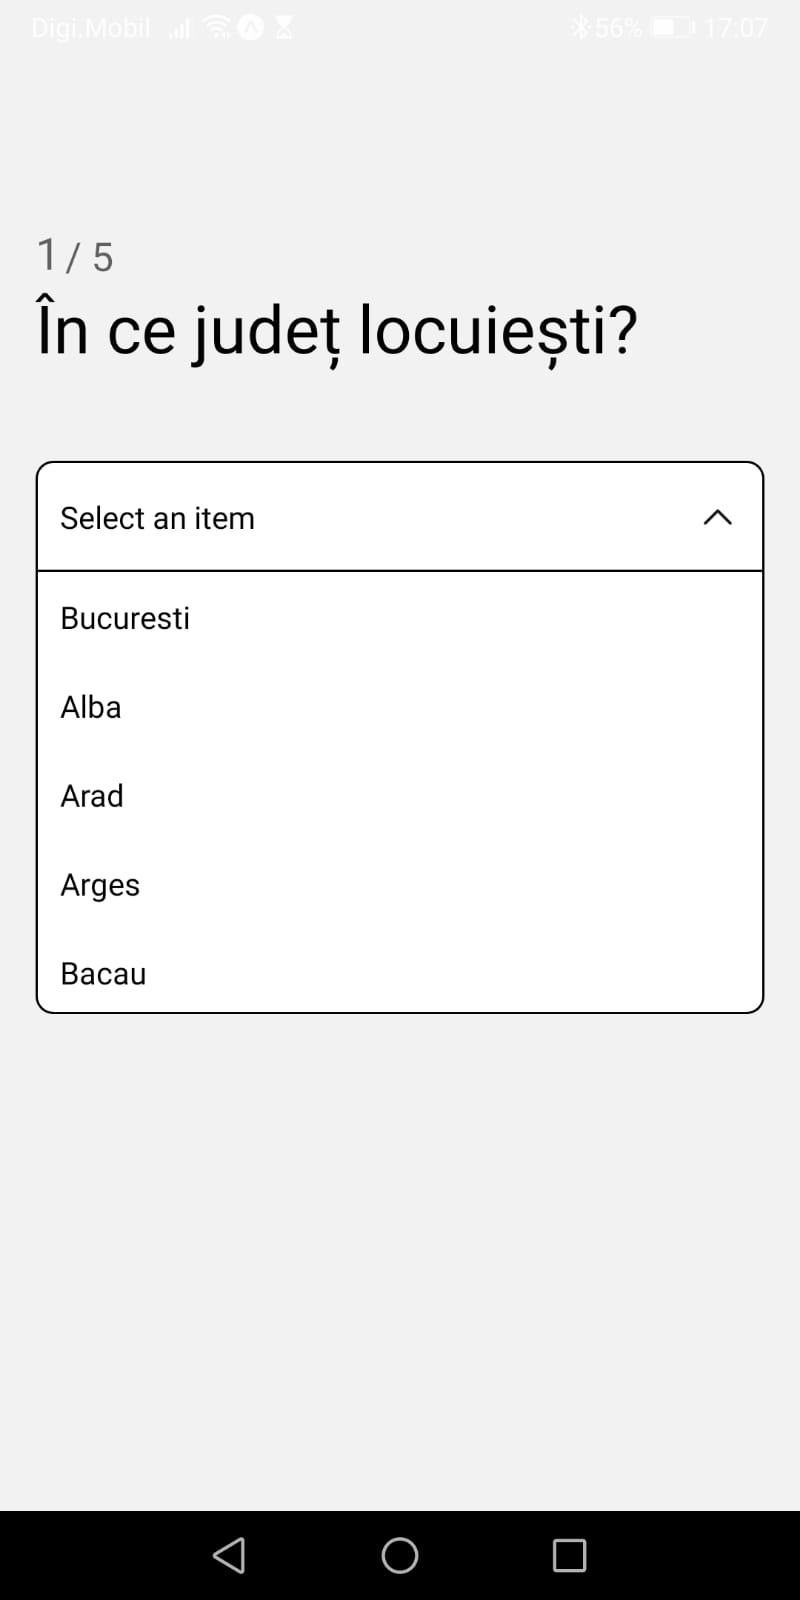 Digi.Mobil 56% 17:07
1 / 5
În ce județ locuiești?
Select an item
Bucuresti
Alba
Arad
Arges
Bacau